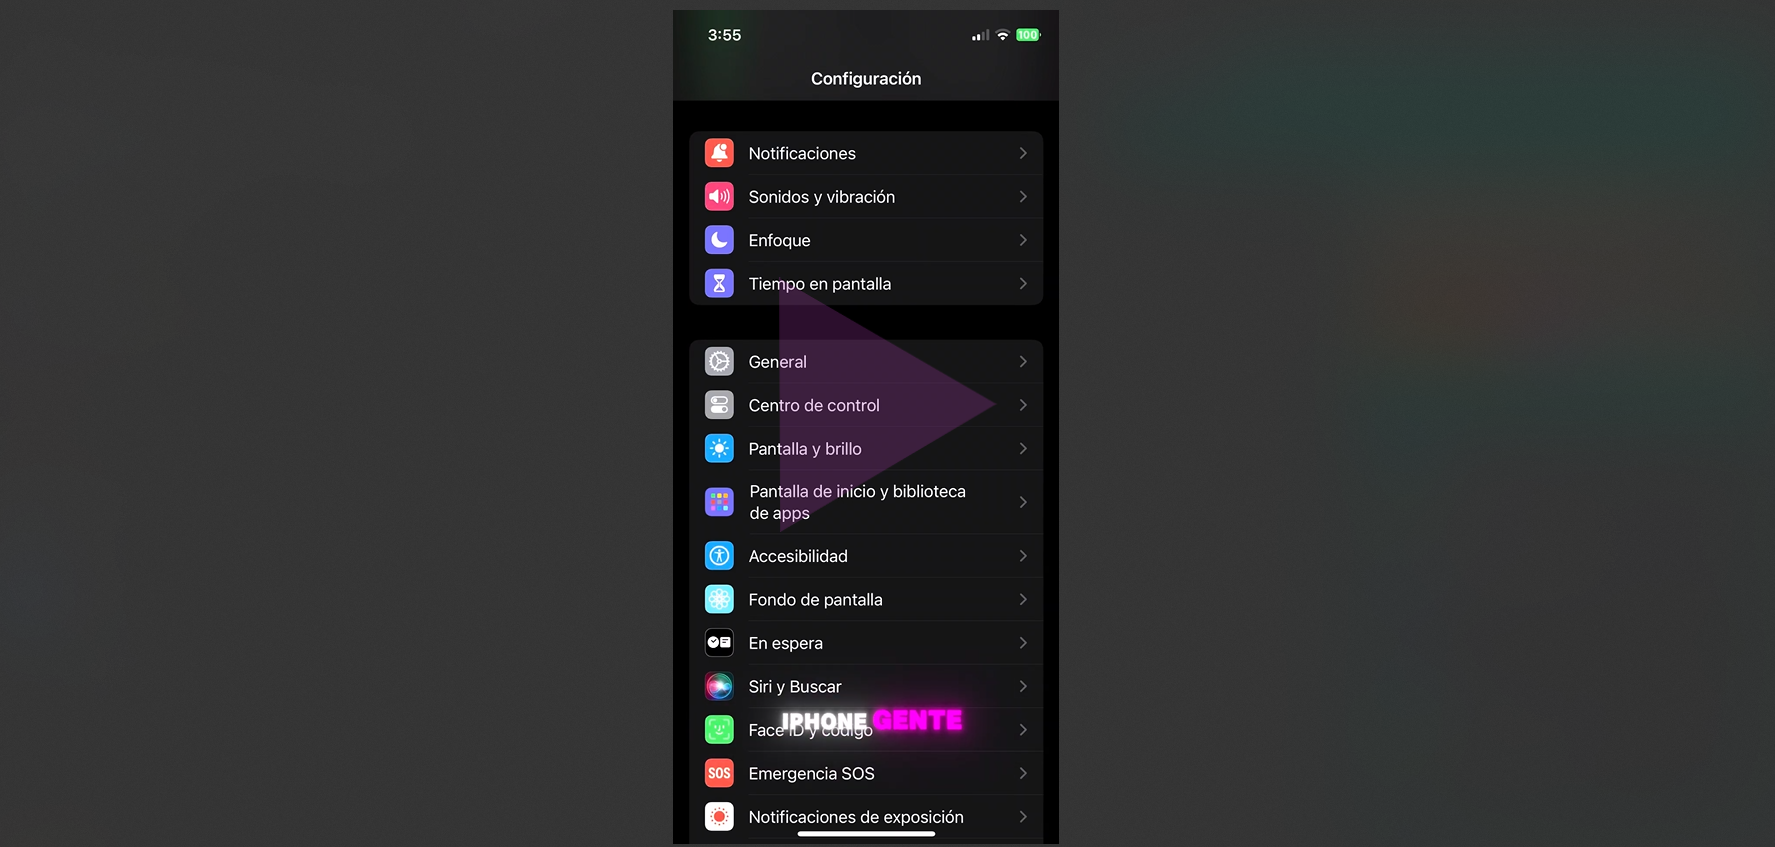 3:55
100
Configuración
Notificaciones
Sonidos y vibración
Enfoque
Tiempo en pantalla
General
Centro de control
Pantalla y brillo
Pantalla de inicio y biblioteca
de apps
Accesibilidad
Fondo de pantalla
En espera
Siri y Buscar
IPHONE GENTE
Face ID y código
SOS Emergencia SOS
Notificaciones de exposición